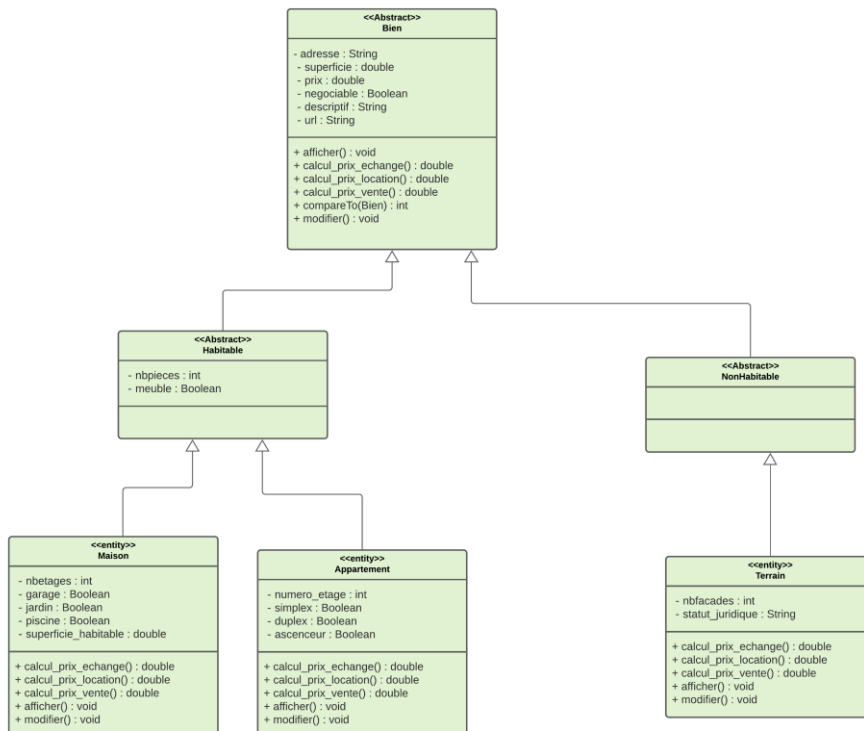 <<Abstract>>
Bien
- adresse : String
- superficie : double
- prix : double
- negociable : Boolean
- descriptif : String
- url : String
+ afficher() : void
+ calcul_prix_echange() : double
+ calcul_prix_location() : double
+ calcul_prix_vente() : double
+ compareTo(Bien) : int
+ modifier() : void
<<Abstract>>
Habitable
- nbpieces : int
- meuble : Boolean
<<Abstract>>
NonHabitable
<<entity>>
Maison
- nbetages : int
- garage : Boolean
- jardin : Boolean
- piscine : Boolean
- superficie_habitable : double
+ calcul_prix_echange() : double
+ calcul_prix_location() : double
+ calcul_prix_vente() : double
+ afficher() : void
+ modifier() : void
<<entity>>
Appartement
- numero_etage : int
- simplex : Boolean
- duplex : Boolean
- ascenceur : Boolean
+ calcul_prix_echange() : double
+ calcul_prix_location() : double
+ calcul_prix_vente() : double
+ afficher() : void
+ modifier() : void
<<entity>>
Terrain
- nbfacades : int
- statut_juridique : String
+ calcul_prix_echange() : double
+ calcul_prix_location() : double
+ calcul_prix_vente() : double
+ afficher() : void
+ modifier() : void